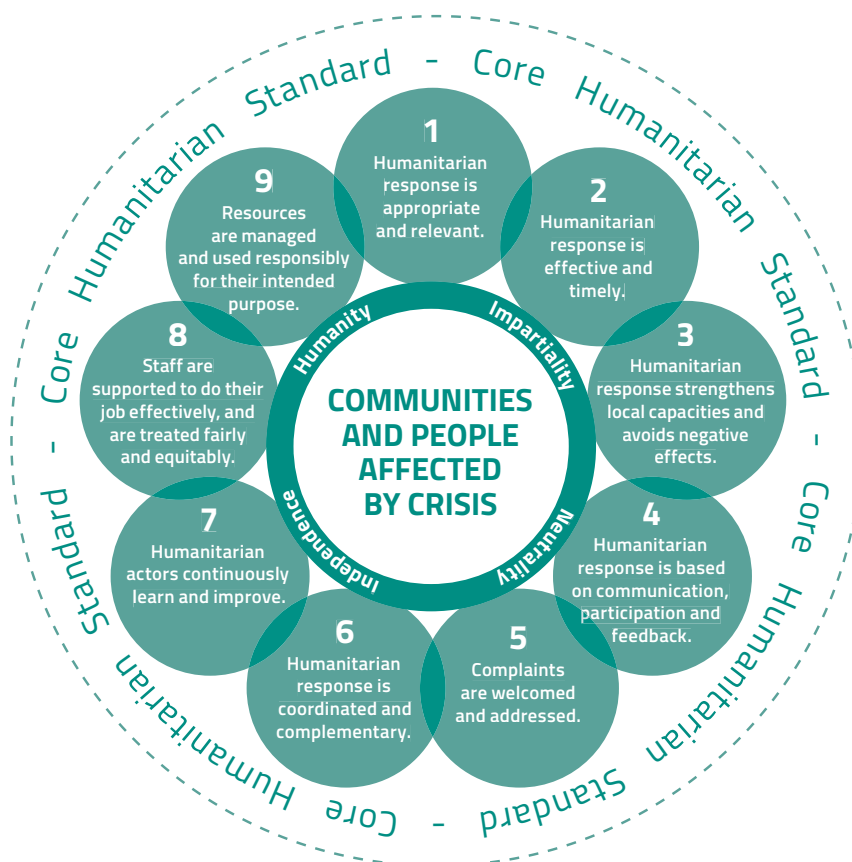 Core Humanitarian Standard - Core Humanitarian Standard - Core Humanitarian Standard - Core Humanitarian Standard -
1
Humanitarian
response is
appropriate
and relevant.
2
Humanitarian
response is
effective and
timely.
3
Humanitarian
response strengthens
local capacities and
avoids negative
effects.
4
Humanitarian
response is based
on communication,
participation and
feedback.
5
Complaints
are welcomed
and addressed.
6
Humanitarian
response is
coordinated and
complementary.
7
Humanitarian
actors continuously
learn and improve.
8
Staff are
supported to do their
job effectively, and
are treated fairly
and equitably.
9
Resources
are managed
and used responsibly
for their intended
purpose.
Humanity
Impartiality
Neutrality
Independence
COMMUNITIES
AND PEOPLE
AFFECTED
BY CRISIS